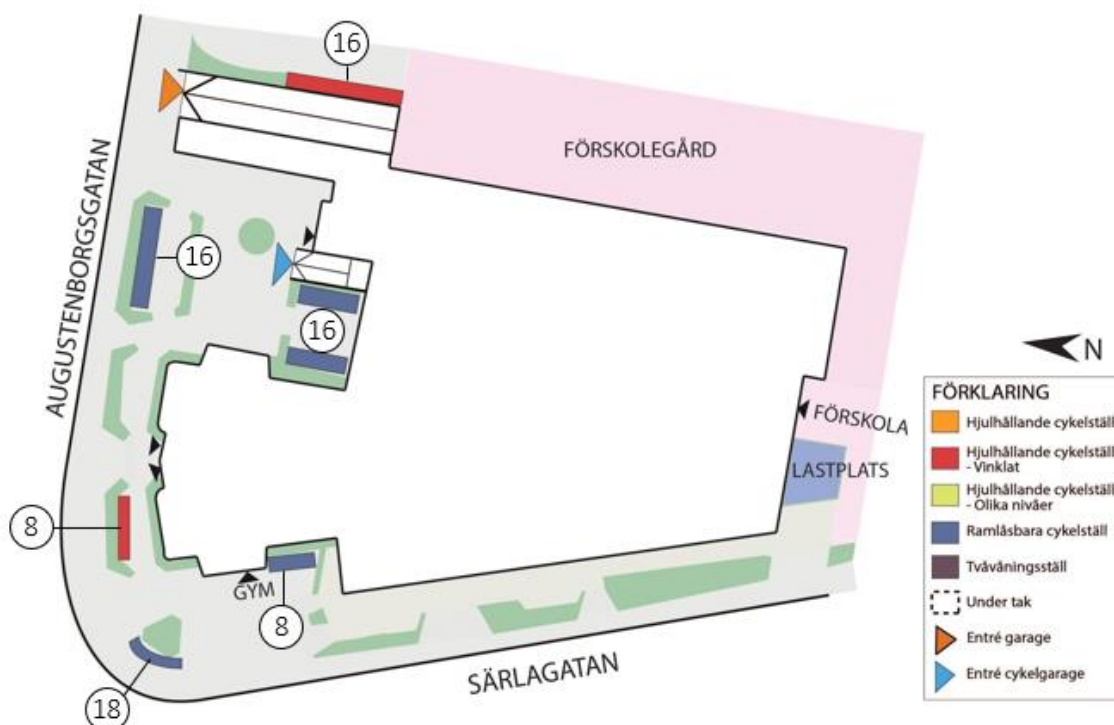 16
FÖRSKOLEGÅRD
AUGUSTENBORGSGATAN
16
16
N
FÖRKLARING
Hjulhållande cykelställ
Hjulhållande cykelställ
- Vinklat
Hjulhållande cykelställ
- Olika nivåer
Ramlåsbara cykelställ
Tvåvåningsställ
Under tak
Entré garage
Entré cykelgarage
FÖRSKOLA
LASTPLATS
8
GYM
8
SÄRLAGATAN
18